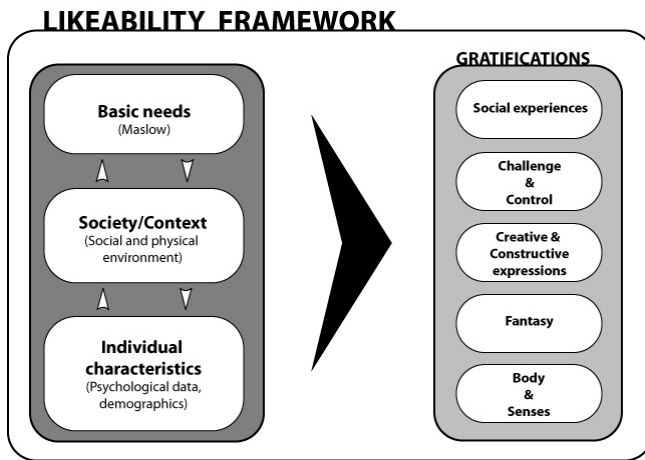 LIKEABILITY FRAMEWORK
Basic needs
(Maslow)
Society/Context
(Social and physical
environment)
Individual
characteristics
(Psychological data,
demographics)
GRATIFICATIONS
Social experiences
Challenge
&
Control
Creative &
Constructive
expressions
Fantasy
Body
&
Senses